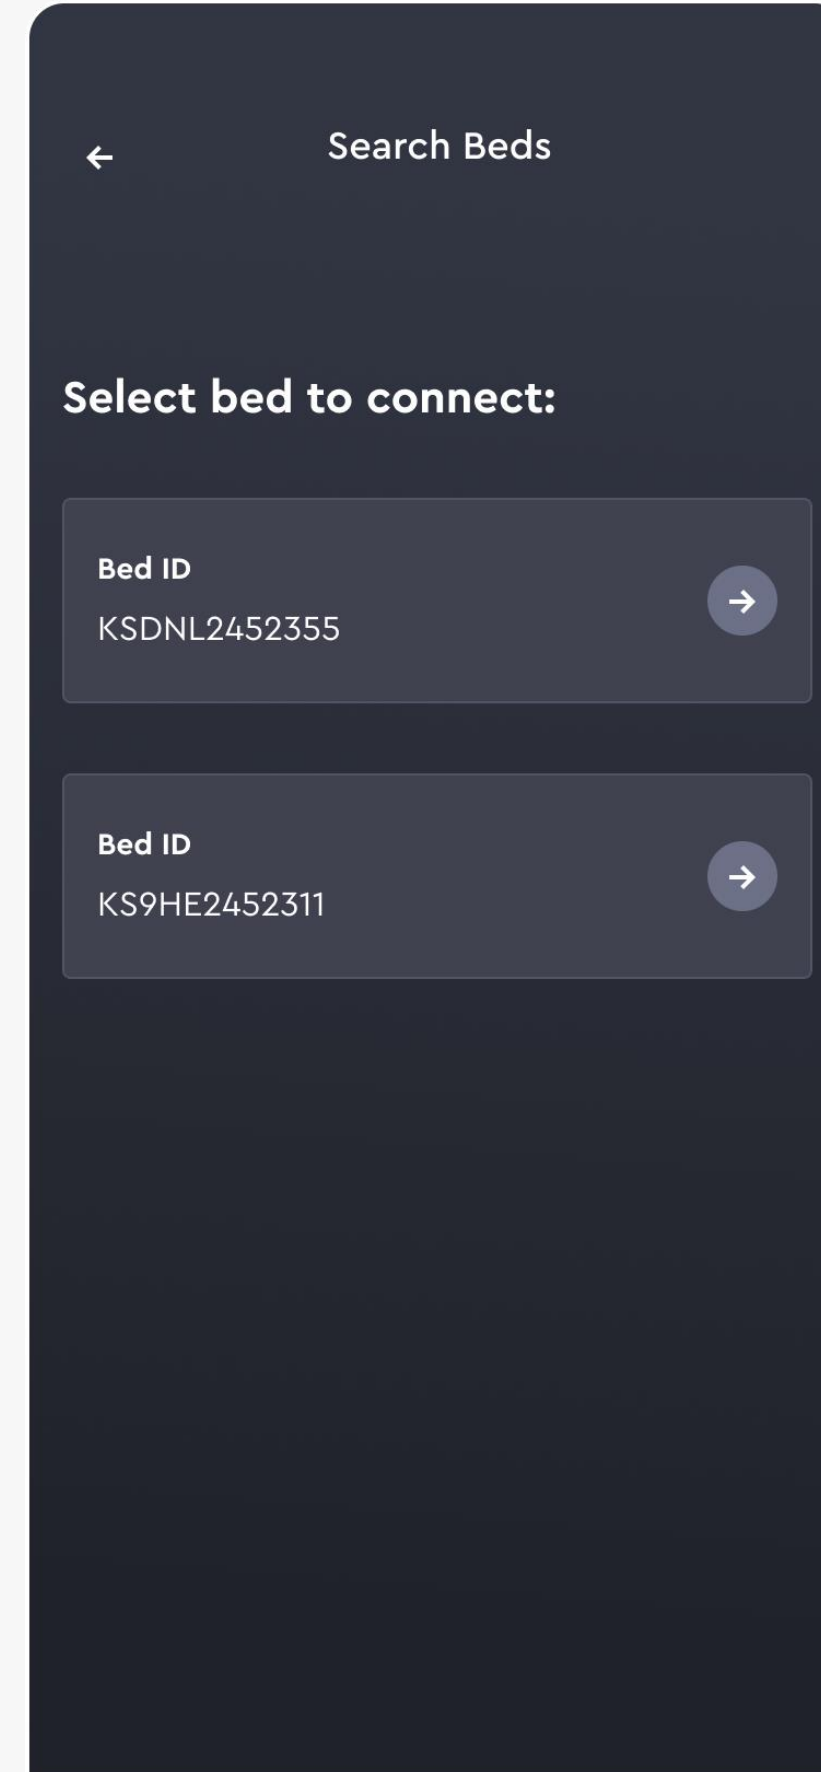 Search Beds
Select bed to connect:
Bed ID
KSDNL2452355
Bed ID
KS9HE2452311